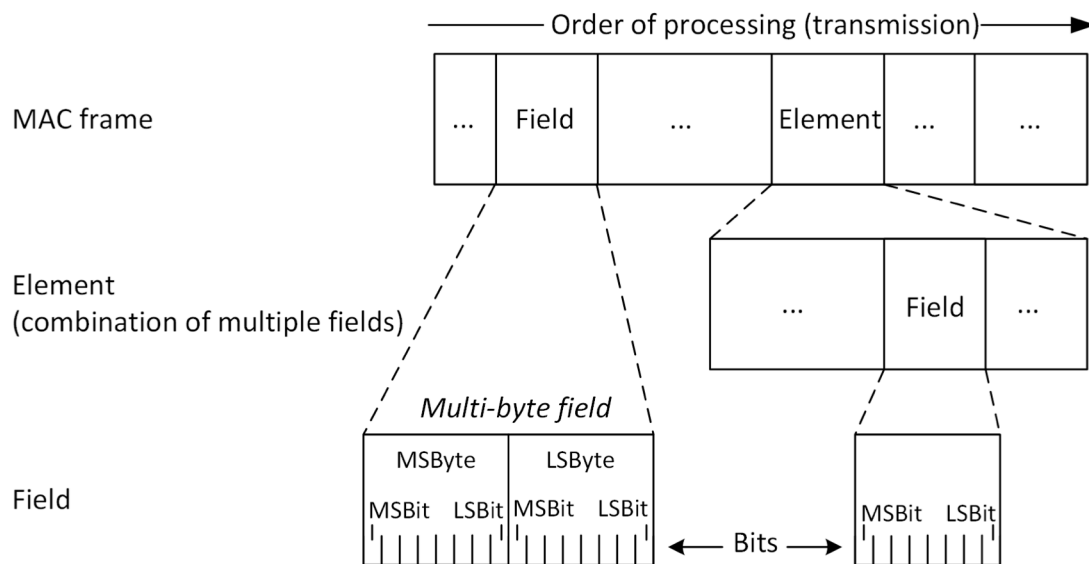 Order of processing (transmission)
MAC frame
... Field ... Element ... ...
Element
(combination of multiple fields)
... Field ...
Multi-byte field
MSByte LSByte
Field
MSBit LSBit MSBit LSBit MSBit LSBit
Bits